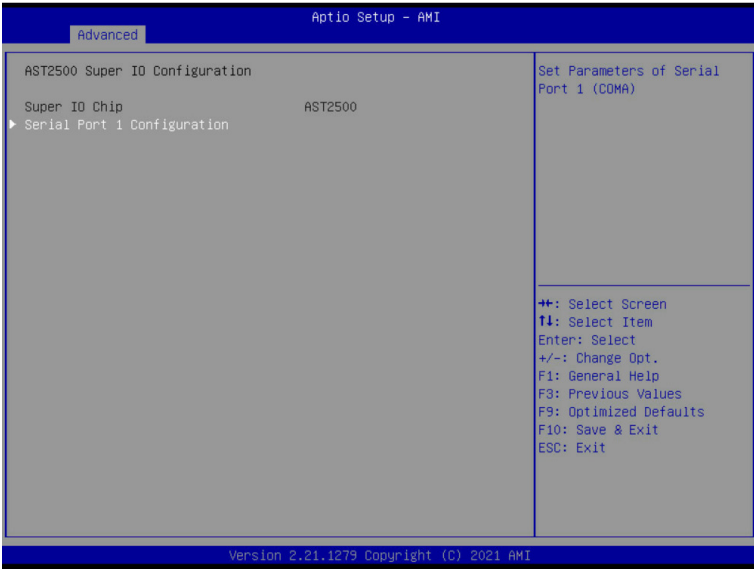 Aptio Setup – AMI
Advanced
AST2500 Super IO Configuration
Super IO Chip AST2500
▶ Serial Port 1 Configuration
Set Parameters of Serial
Port 1 (COMA)
→←: Select Screen
↑↓: Select Item
Enter: Select
+/-: Change Opt.
F1: General Help
F3: Previous Values
F9: Optimized Defaults
F10: Save & Exit
ESC: Exit
Version 2.21.1279 Copyright (C) 2021 AMI